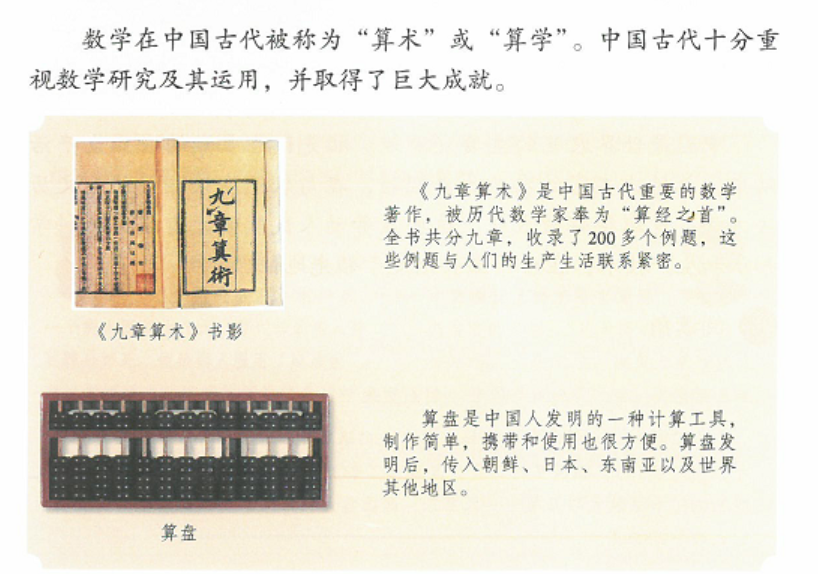 数学在中国古代被称为“算术”或“算学”。中国古代十分重
视数学研究及其运用，并取得了巨大成就。
九章算術
《九章算术》书影
《九章算术》是中国古代重要的数学
著作，被历代数学家奉为“算经之首”。
全书共分九章，收录了200多个例题，这
些例题与人们的生产生活联系紧密。
算盘
算盘是中国人发明的一种计算工具，
制作简单，携带和使用也很方便。算盘发
明后，传入朝鲜、日本、东南亚以及世界
其他地区。